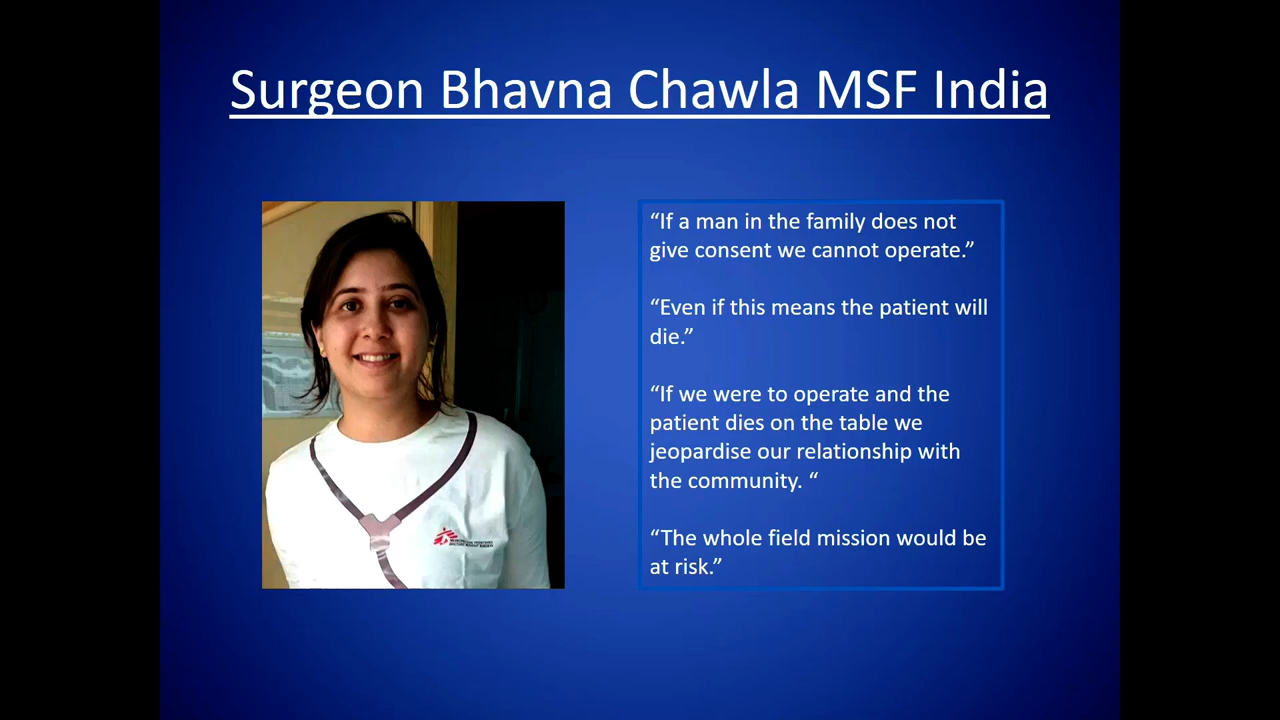 Surgeon Bhavna Chawla MSF India
“If a man in the family does not
give consent we cannot operate.”
“Even if this means the patient will
die.”
“If we were to operate and the
patient dies on the table we
jeopardise our relationship with
the community. “
“The whole field mission would be
at risk.”